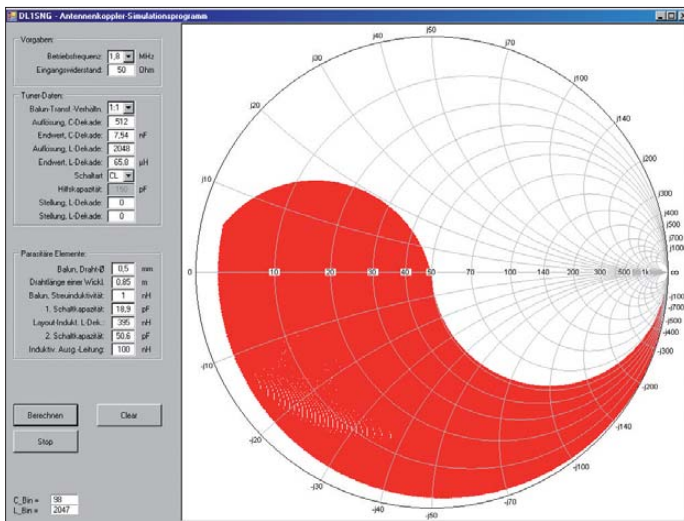 DL1SNG - Antennenkoppler-Simulationsprogramm
Vorgaben:
Betriebsfrequenz: 1,8 MHz
Eingangswiderstand: 50 Ohm
Tuner-Daten:
Balun-Transf.-Verhältn. 1:1
Auflösung, C-Dekade: 512
Endwert, C-Dekade: 7,54 nF
Auflösung, L-Dekade: 2048
Endwert, L-Dekade: 65,8 µH
Schaltart CL
Hilfskapazität: 150 pF
Stellung, L-Dekade: 0
Stellung, L-Dekade: 0
Parasitäre Elemente:
Balun, Draht-Ø 0,5 mm
Drahtlänge einer Wickl. 0,85 m
Balun, Streuinduktivität: 1 nH
1. Schaltkapazität: 18,9 pF
Layout-Indukt. L-Dek.: 395 nH
2. Schaltkapazität: 50,6 pF
Induktiv. Ausg.-Leitung: 100 nH
Berechnen
Clear
Stop
C_Bin = 98
L_Bin = 2047
j50
j40
j70
j30
j100
j20
j140
j200
j10
j300
j400
j500
j700
0 10 20 30 40 50 70 100 140 200 300 500 1k ∞
-j700
-j500
-j400
-j300
-j10
-j200
-j140
-j20
-j100
-j30
-j70
-j40
-j50